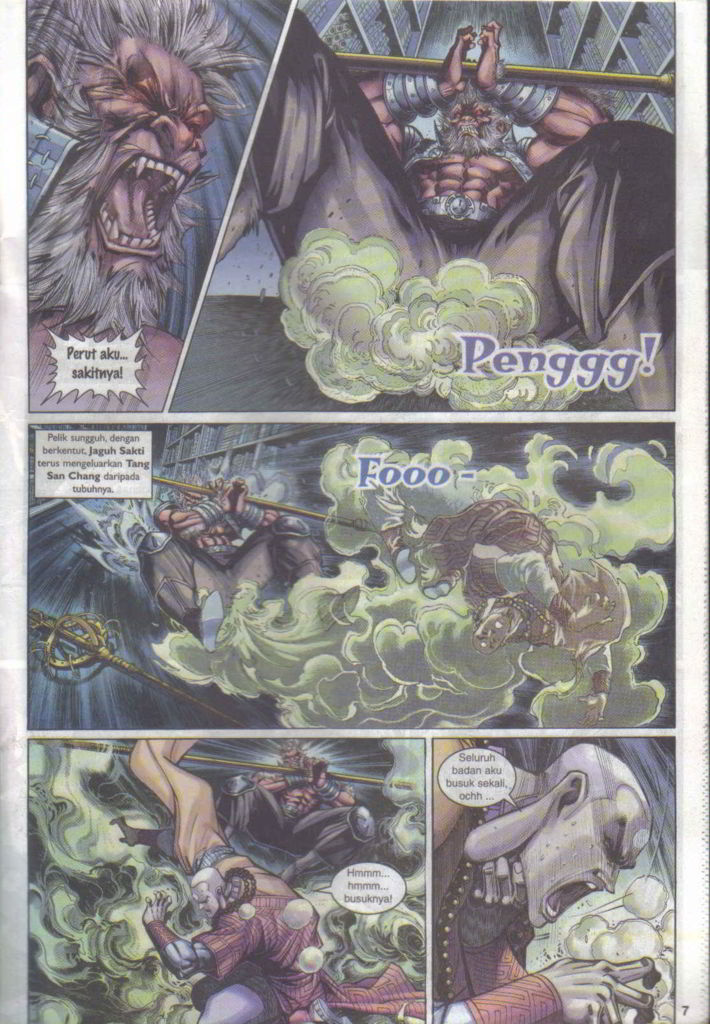 Perut aku...
sakitnya!
Penggg!
Pelik sungguh, dengan
berkentut, Jaguh Sakti
terus mengeluarkan Tang
San Chang daripada
tubuhnya.
Fooo -
Hmmm...
hmmm...
busuknya!
Seluruh
badan aku
busuk sekali,
ochh ...
7